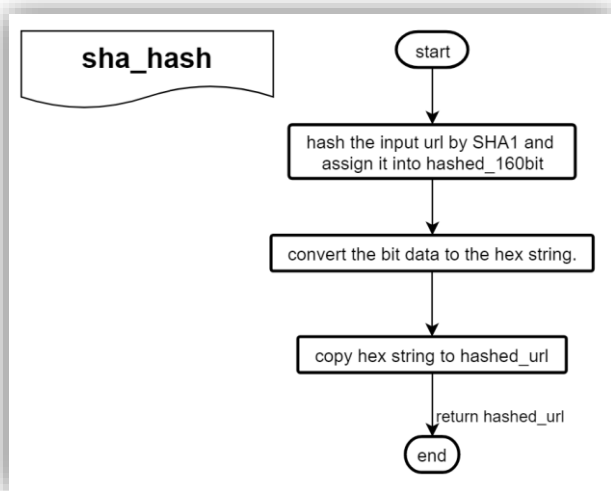 sha_hash
start
hash the input url by SHA1 and
assign it into hashed_160bit
convert the bit data to the hex string.
copy hex string to hashed_url
return hashed_url
end